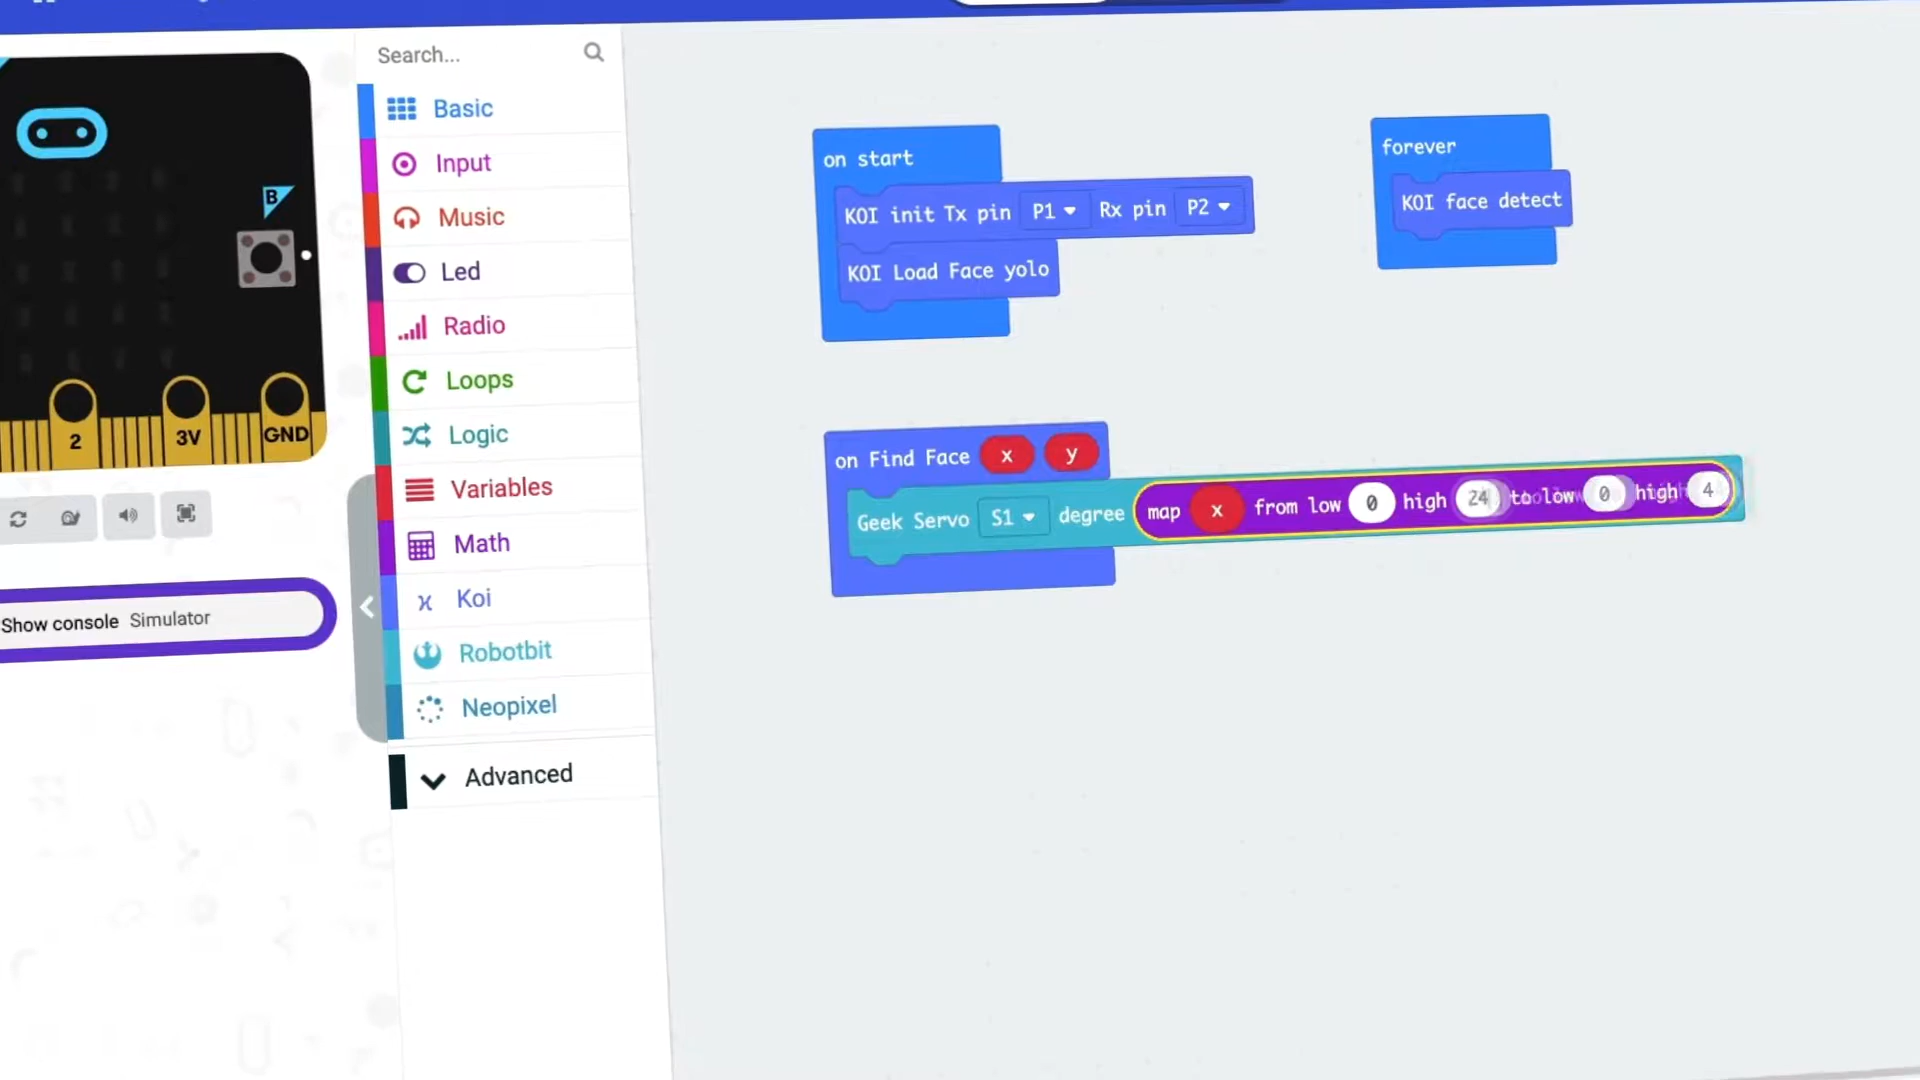 Search...
Basic
Input
Music
Led
Radio
Loops
Logic
Variables
Math
Koi
Robotbit
Neopixel
Advanced
B
2 3V GND
Show console Simulator
on start
KOI init Tx pin P1 Rx pin P2
KOI Load Face yolo
forever
KOI face detect
on Find Face x y
Geek Servo S1 degree map x from low 0 high 24 to low 0 high 4